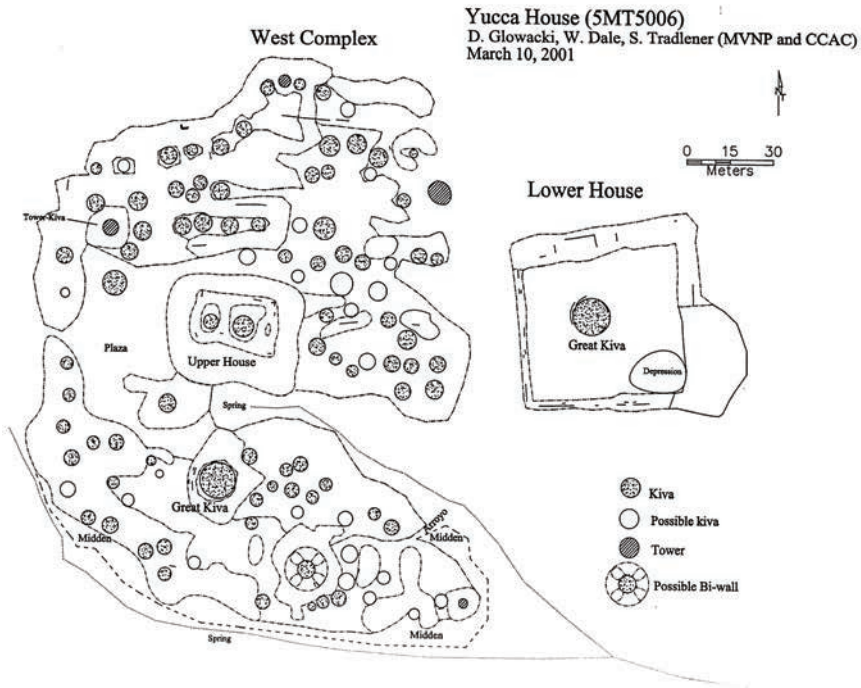 Yucca House (5MT5006)
D. Glowacki, W. Dale, S. Tradlener (MVNP and CCAC)
March 10, 2001
West Complex
N
0 15 30
Meters
Lower House
Tower-Kiva
Great Kiva
Plaza
Upper House
Depression
Spring
Great Kiva
Arroyo
Midden
Midden
Midden
Spring
Kiva
Possible kiva
Tower
Possible Bi-wall